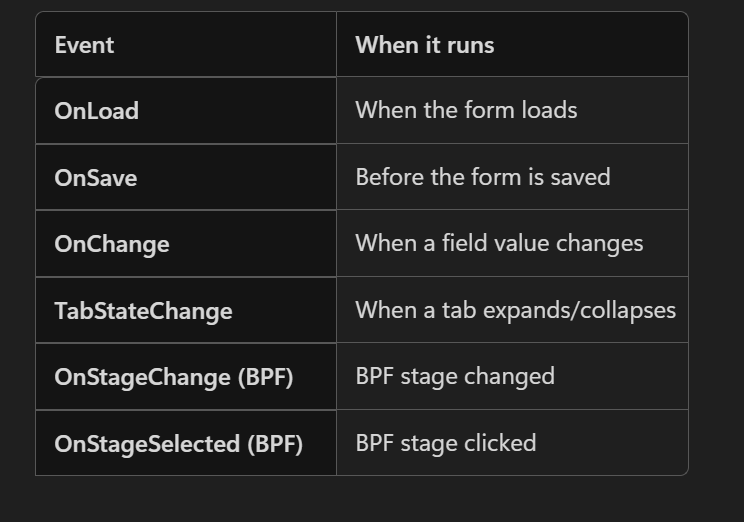 Event When it runs
OnLoad When the form loads
OnSave Before the form is saved
OnChange When a field value changes
TabStateChange When a tab expands/collapses
OnStageChange (BPF) BPF stage changed
OnStageSelected (BPF) BPF stage clicked